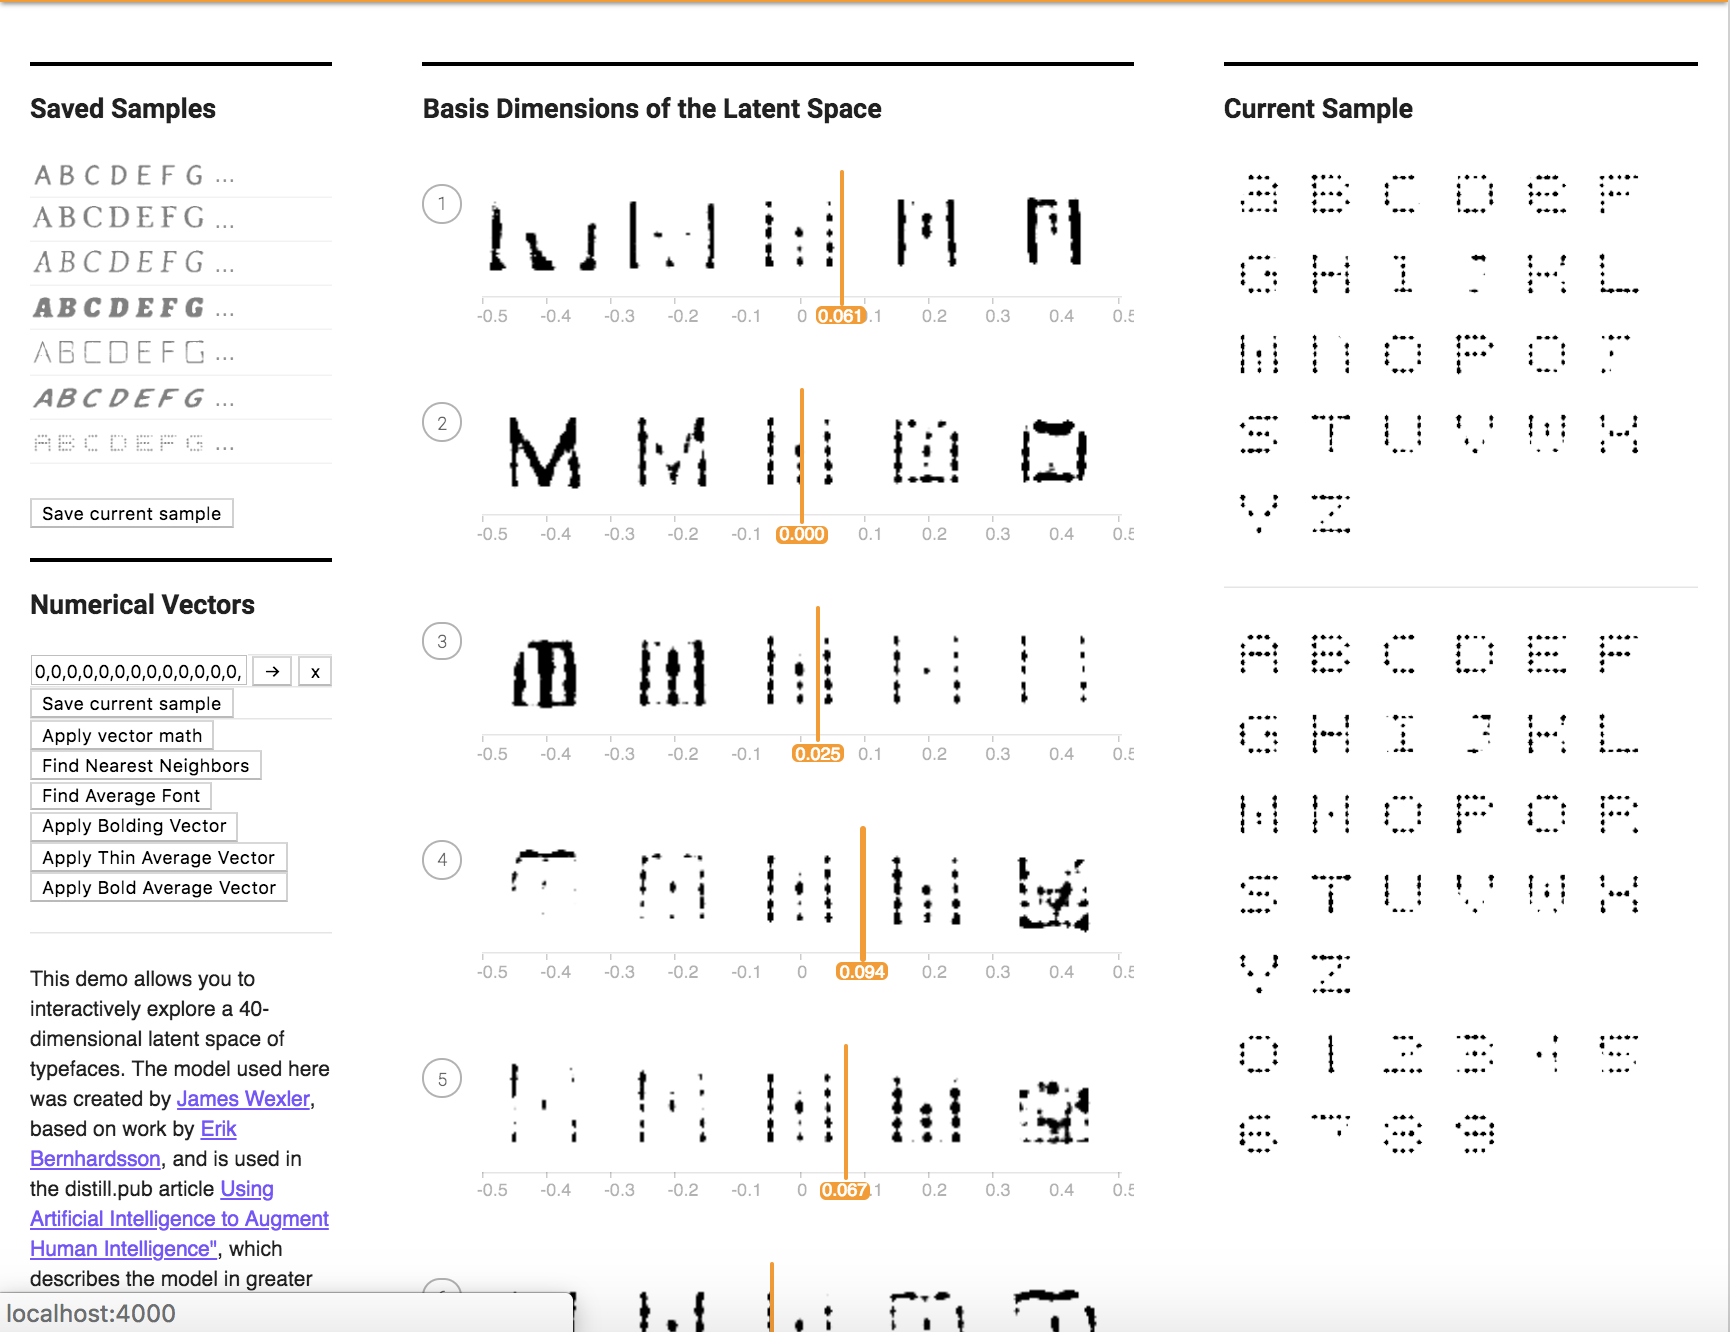 Saved Samples
A B C D E F G ...
A B C D E F G ...
A B C D E F G ...
A B C D E F G ...
A B C D E F G ...
A B C D E F G ...
A B C D E F G ...
Save current sample
Numerical Vectors
0,0,0,0,0,0,0,0,0,0,0,0,0, → x
Save current sample
Apply vector math
Find Nearest Neighbors
Find Average Font
Apply Bolding Vector
Apply Thin Average Vector
Apply Bold Average Vector
This demo allows you to
interactively explore a 40-
dimensional latent space of
typefaces. The model used here
was created by James Wexler,
based on work by Erik
Bernhardsson, and is used in
the distill.pub article Using
Artificial Intelligence to Augment
Human Intelligence", which
describes the model in greater
localhost:4000
Basis Dimensions of the Latent Space
1
-0.5 -0.4 -0.3 -0.2 -0.1 0 0.061 .1 0.2 0.3 0.4 0.5
2
M M
-0.5 -0.4 -0.3 -0.2 -0.1 0.000 0.1 0.2 0.3 0.4 0.5
3
-0.5 -0.4 -0.3 -0.2 -0.1 0.025 0.1 0.2 0.3 0.4 0.5
4
-0.5 -0.4 -0.3 -0.2 -0.1 0 0.094 0.2 0.3 0.4 0.5
5
-0.5 -0.4 -0.3 -0.2 -0.1 0 0.067 .1 0.2 0.3 0.4 0.5
Current Sample
a B C D e F
G H I J K L
M n o P O r
S T U V W X
Y Z
A B C D E F
G H I J K L
M N O P O R
S T U V W X
Y Z
0 1 2 3 4 5
6 7 8 9